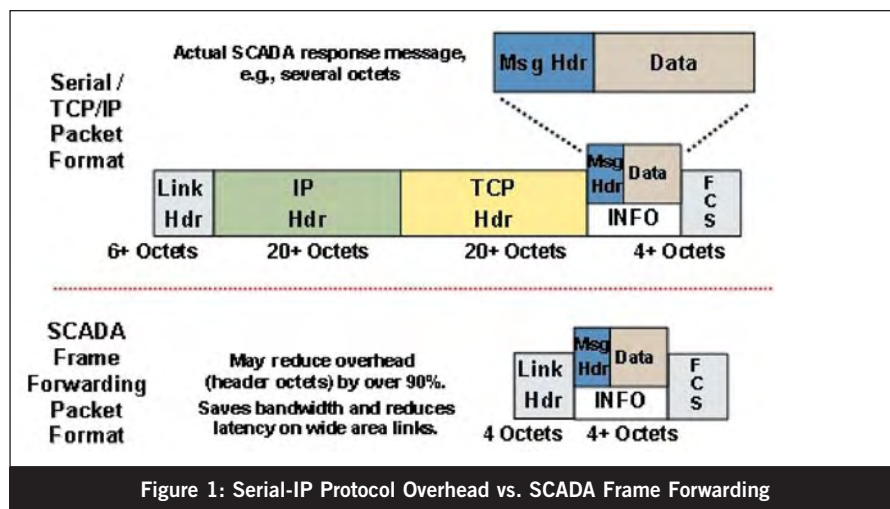 Actual SCADA response message,
e.g., several octets
Msg Hdr
Data
Serial /
TCP/IP
Packet
Format
Link
Hdr
IP
Hdr
TCP
Hdr
Msg
Hdr
Data
INFO
F
C
S
6+ Octets
20+ Octets
20+ Octets
4+ Octets
SCADA
Frame
Forwarding
Packet
Format
May reduce overhead
(header octets) by over 90%.
Saves bandwidth and reduces
latency on wide area links.
Link
Hdr
Msg
Hdr
Data
INFO
F
C
S
4 Octets
4+ Octets
Figure 1: Serial-IP Protocol Overhead vs. SCADA Frame Forwarding